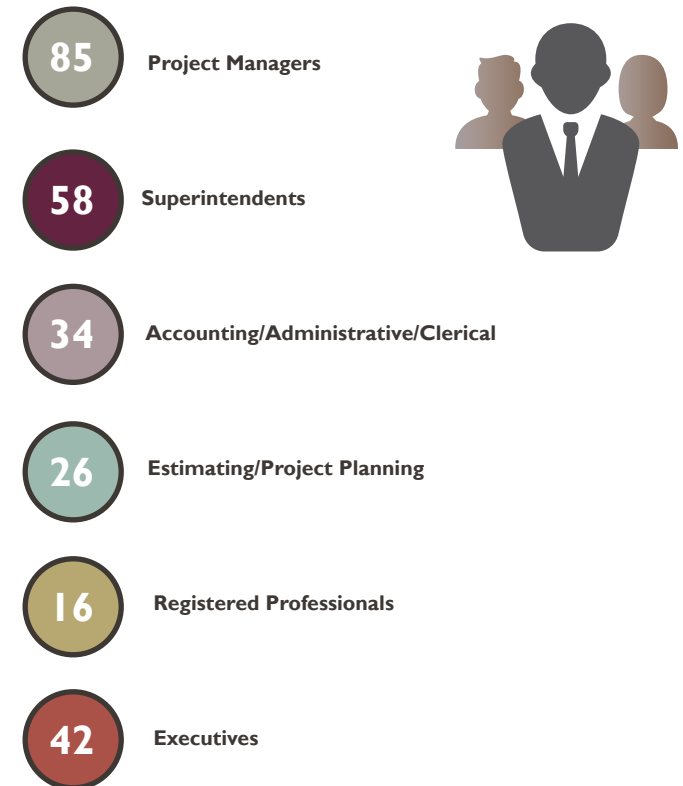 85
Project Managers
58
Superintendents
34
Accounting/Administrative/Clerical
26
Estimating/Project Planning
16
Registered Professionals
42
Executives